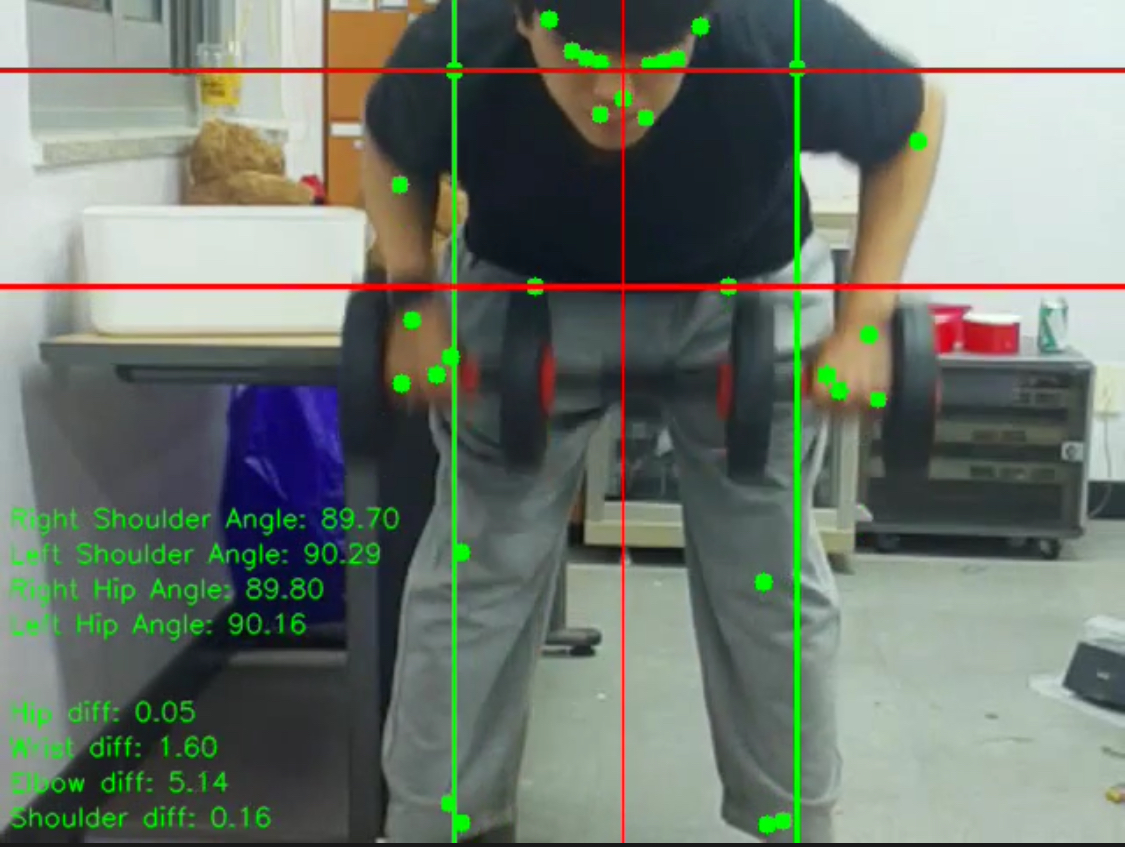 Right Shoulder Angle: 89.70
Left Shoulder Angle: 90.29
Right Hip Angle: 89.80
Left Hip Angle: 90.16
Hip diff: 0.05
Wrist diff: 1.60
Elbow diff: 5.14
Shoulder diff: 0.16